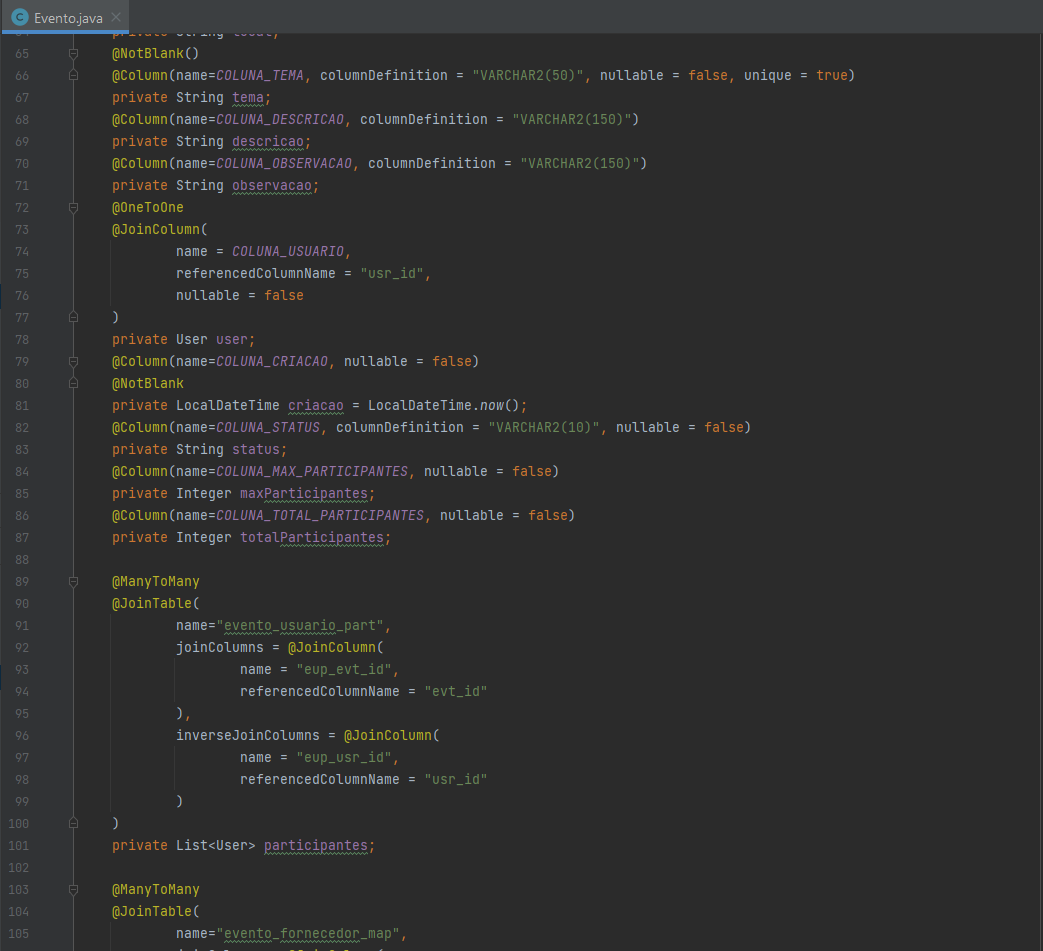 Evento.java
65 @NotBlank()
66 @Column(name=COLUNA_TEMA, columnDefinition = "VARCHAR2(50)", nullable = false, unique = true)
67 private String tema;
68 @Column(name=COLUNA_DESCRICAO, columnDefinition = "VARCHAR2(150)")
69 private String descricao;
70 @Column(name=COLUNA_OBSERVACAO, columnDefinition = "VARCHAR2(150)")
71 private String observacao;
72 @OneToOne
73 @JoinColumn(
74 name = COLUNA_USUARIO,
75 referencedColumnName = "usr_id",
76 nullable = false
77 )
78 private User user;
79 @Column(name=COLUNA_CRIACAO, nullable = false)
80 @NotBlank
81 private LocalDateTime criacao = LocalDateTime.now();
82 @Column(name=COLUNA_STATUS, columnDefinition = "VARCHAR2(10)", nullable = false)
83 private String status;
84 @Column(name=COLUNA_MAX_PARTICIPANTES, nullable = false)
85 private Integer maxParticipantes;
86 @Column(name=COLUNA_TOTAL_PARTICIPANTES, nullable = false)
87 private Integer totalParticipantes;
88
89 @ManyToMany
90 @JoinTable(
91 name="evento_usuario_part",
92 joinColumns = @JoinColumn(
93 name = "eup_evt_id",
94 referencedColumnName = "evt_id"
95 ),
96 inverseJoinColumns = @JoinColumn(
97 name = "eup_usr_id",
98 referencedColumnName = "usr_id"
99 )
100 )
101 private List<User> participantes;
102
103 @ManyToMany
104 @JoinTable(
105 name="evento_fornecedor_map",